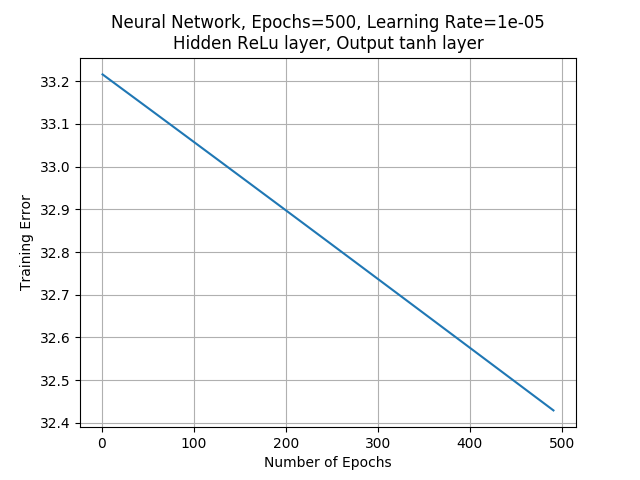 Neural Network, Epochs=500, Learning Rate=1e-05
Hidden ReLu layer, Output tanh layer
33.2
33.1
33.0
32.9
32.8
32.7
32.6
32.5
32.4
Training Error
0 100 200 300 400 500
Number of Epochs